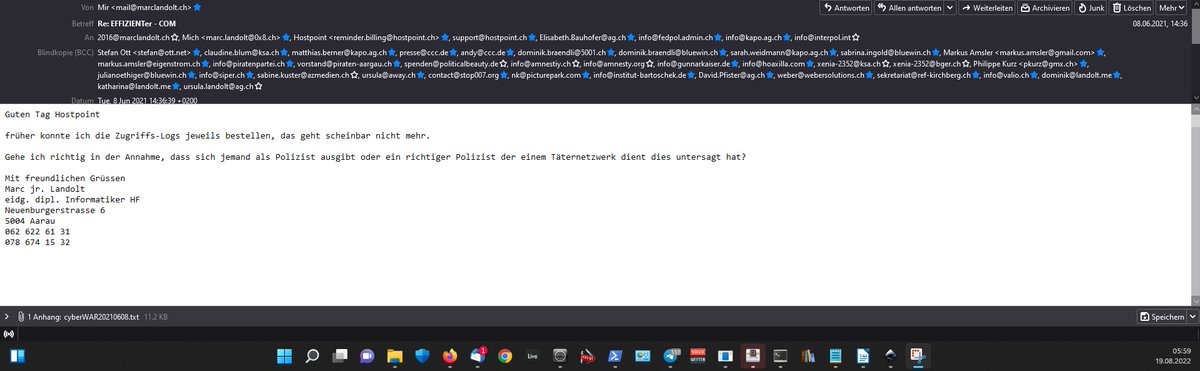 Von Mir <mail@marclandolt.ch>
Antworten Allen antworten Weiterleiten Archivieren Junk Löschen Mehr
Betreff Re: EFFIZIENTer - COM 08.06.2021, 14:36
An 2016@marclandolt.ch, Mich <marc.landolt@0x8.ch>, Hostpoint <reminder.billing@hostpoint.ch>, support@hostpoint.ch, Elisabeth.Bauhofer@ag.ch, info@fedpol.admin.ch, info@kapo.ag.ch, info@interpol.int
Blindkopie (BCC) Stefan Ott <stefan@ott.net>, claudine.blum@ksa.ch, matthias.berner@kapo.ag.ch, presse@ccc.de, andy@ccc.de, dominik.braendli@5001.ch, dominik.braendli@bluewin.ch, sarah.weidmann@kapo.ag.ch, sabrina.ingold@bluewin.ch, Markus Amsler <markus.amsler@gmail.com>,
markus.amsler@eigenstrom.ch, info@piratenpartei.ch, vorstand@piraten-aargau.ch, spenden@politicalbeauty.de, info@amnestiy.ch, info@amnesty.org, info@gunnarkaiser.de, info@hoaxilla.com, xenia-2352@ksa.ch, xenia-2352@bger.ch, Philippe Kurz <pkurz@gmx.ch>,
julianoethiger@bluewin.ch, info@siper.ch, sabine.kuster@azmedien.ch, ursula@away.ch, contact@stop007.org, nk@picturepark.com, info@institut-bartoschek.de, David.Pfister@ag.ch, weber@webersolutions.ch, sekretariat@ref-kirchberg.ch, info@valio.ch, dominik@landolt.me,
katharina@landolt.me, ursula.landolt@ag.ch
Datum Tue, 8 Jun 2021 14:36:39 +0200
Guten Tag Hostpoint
früher konnte ich die Zugriffs-Logs jeweils bestellen, das geht scheinbar nicht mehr.
Gehe ich richtig in der Annahme, dass sich jemand als Polizist ausgibt oder ein richtiger Polizist der einem Täternetzwerk dient dies untersagt hat?
Mit freundlichen Grüssen
Marc jr. Landolt
eidg. dipl. Informatiker HF
Neuenburgerstrasse 6
5004 Aarau
062 622 61 31
078 674 15 32
1 Anhang: cyberWAR20210608.txt 11.2 KB
Speichern
Live
05:59
19.08.2022